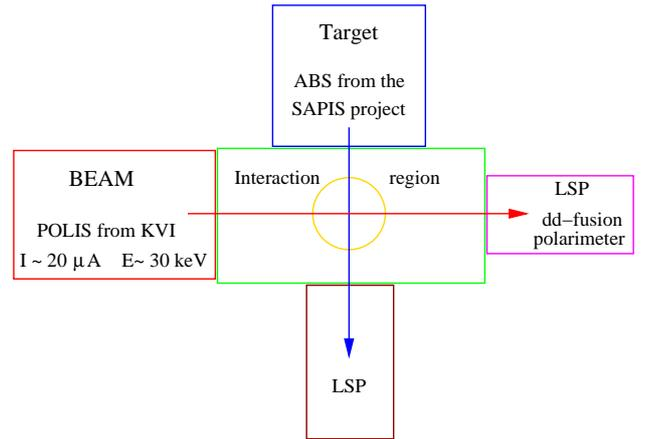 Target
ABS from the
SAPIS project
BEAM
POLIS from KVI
I ~ 20 μA E~ 30 keV
Interaction region
LSP
dd−fusion
polarimeter
LSP